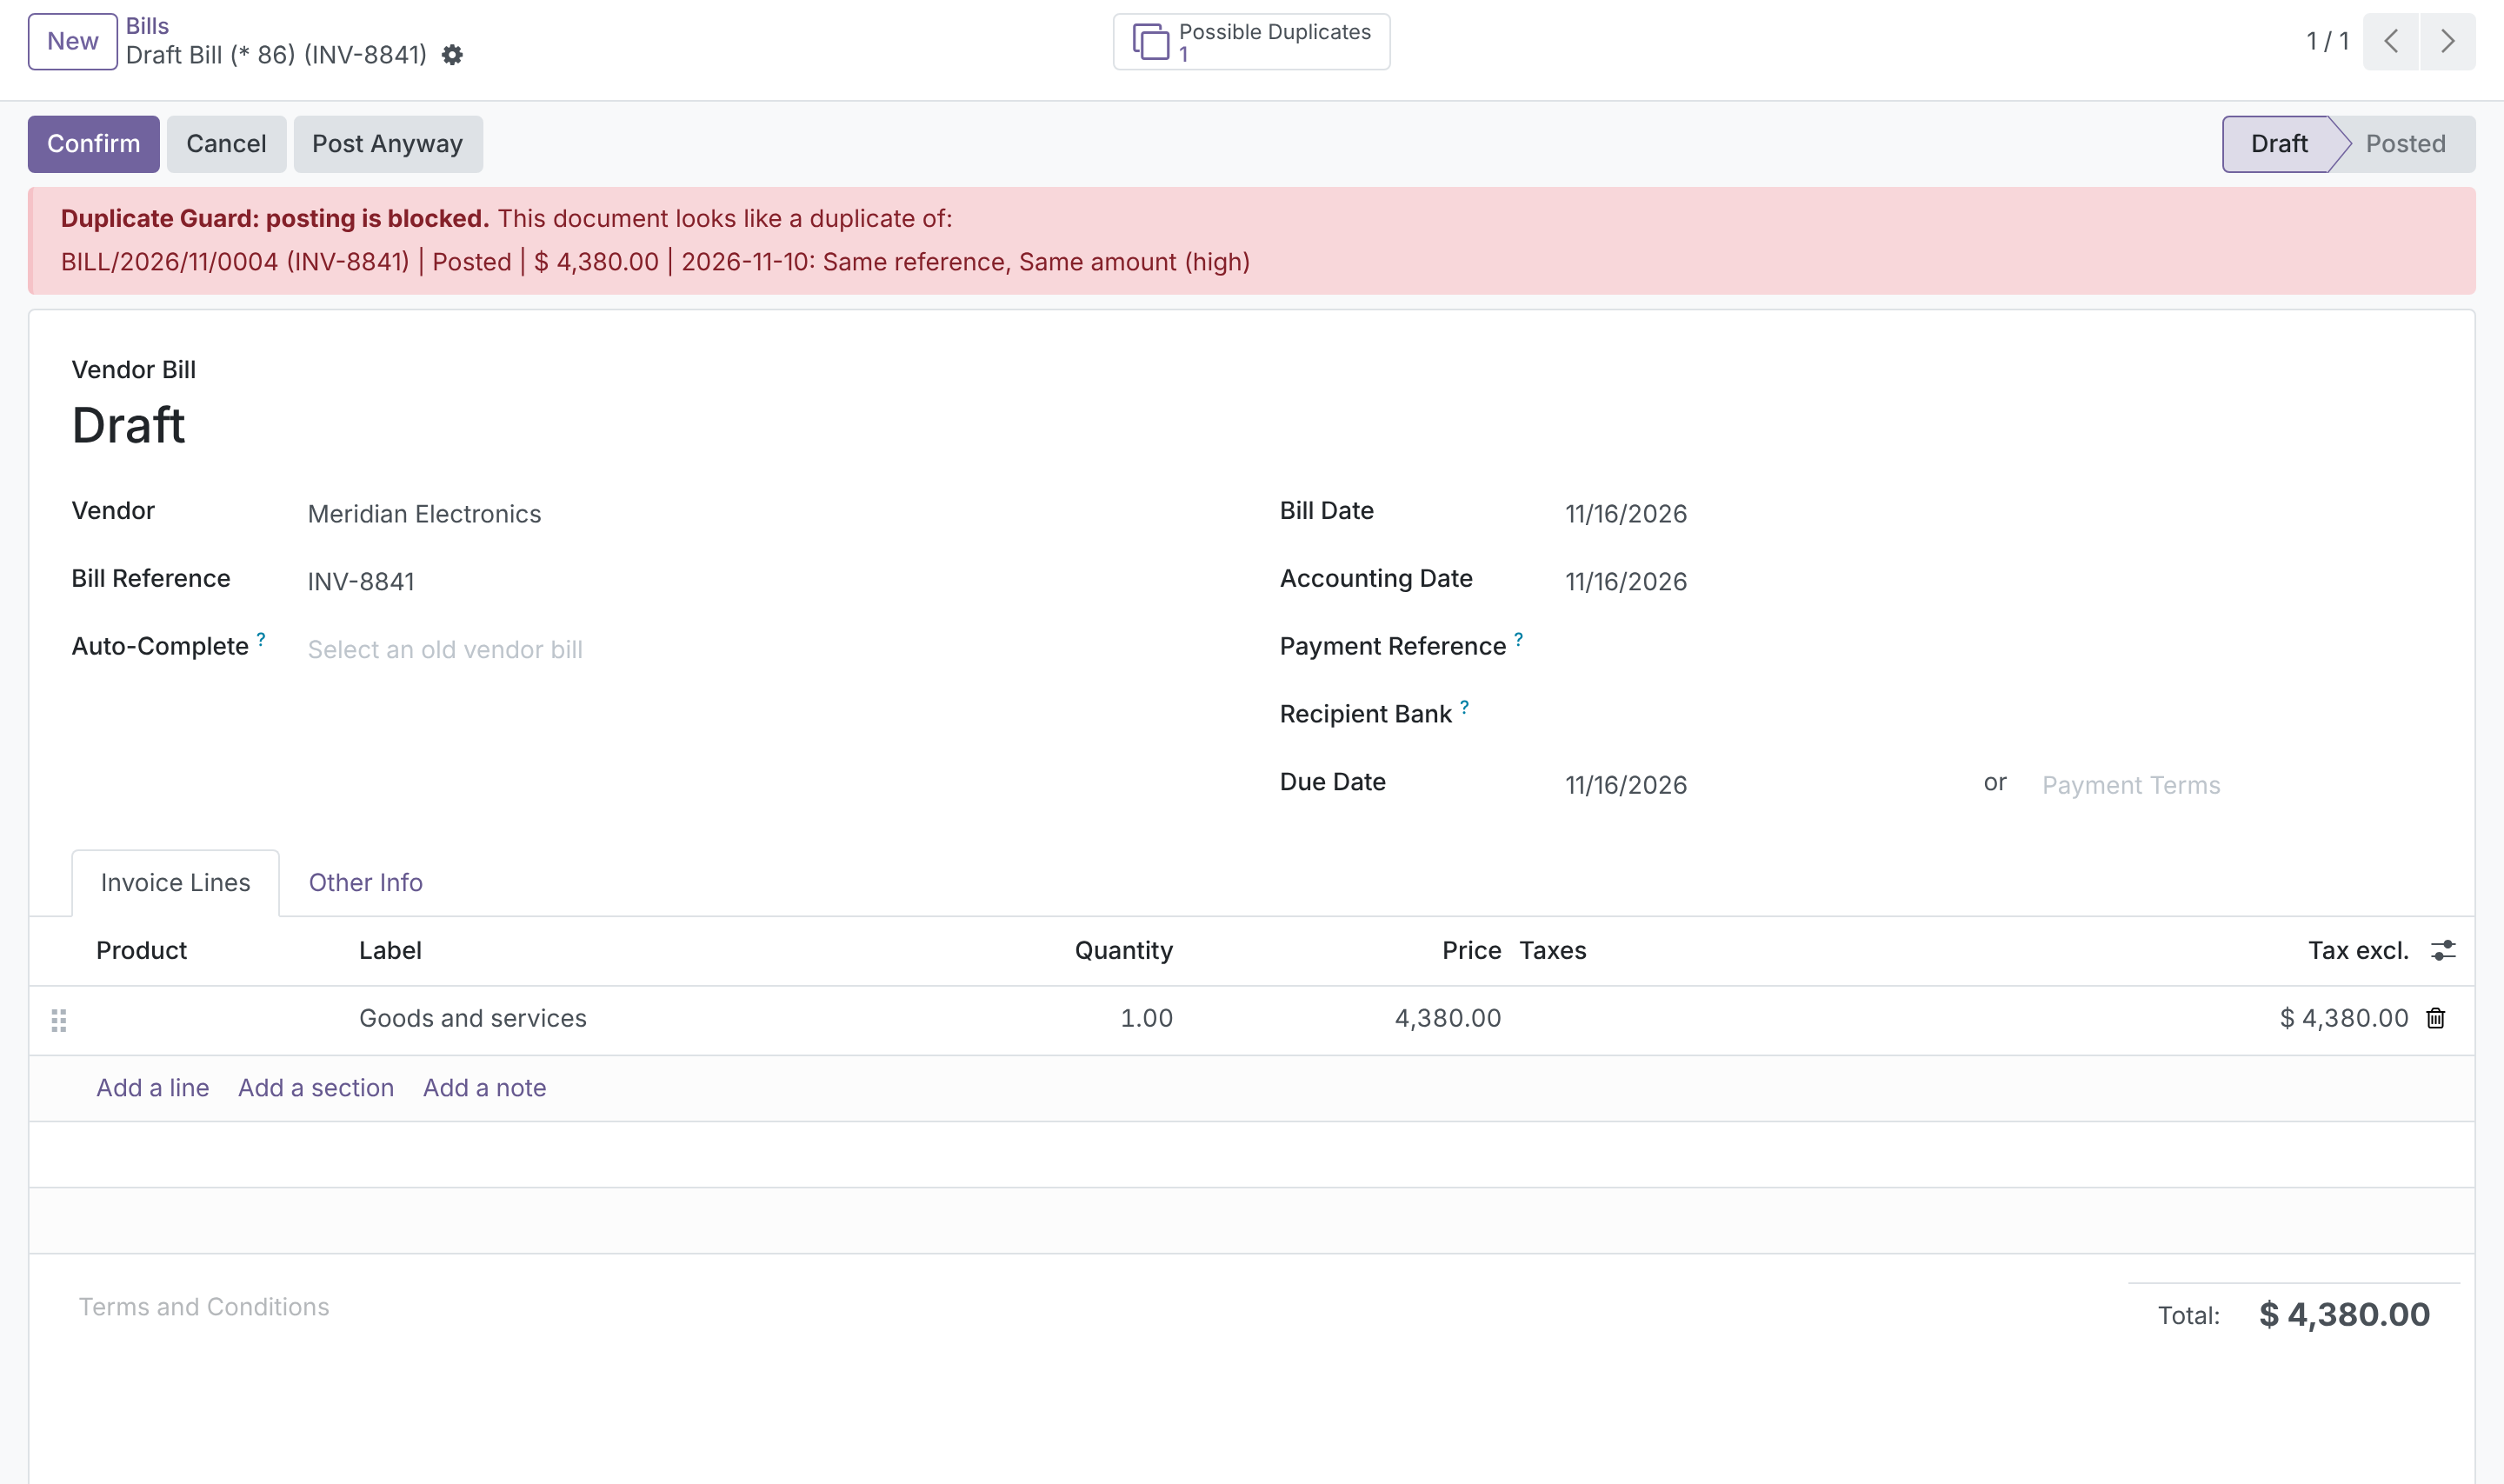 New
Bills
Draft Bill (* 86) (INV-8841)
Possible Duplicates
1
1 / 1
Confirm
Cancel
Post Anyway
Draft
Posted
Duplicate Guard: posting is blocked. This document looks like a duplicate of:
BILL/2026/11/0004 (INV-8841) | Posted | $ 4,380.00 | 2026-11-10: Same reference, Same amount (high)
Vendor Bill
Draft
Vendor Meridian Electronics
Bill Reference INV-8841
Auto-Complete ? Select an old vendor bill
Bill Date 11/16/2026
Accounting Date 11/16/2026
Payment Reference ?
Recipient Bank ?
Due Date 11/16/2026 or Payment Terms
Invoice Lines Other Info
Product Label Quantity Price Taxes Tax excl.
Goods and services 1.00 4,380.00 $ 4,380.00
Add a line Add a section Add a note
Terms and Conditions
Total: $ 4,380.00